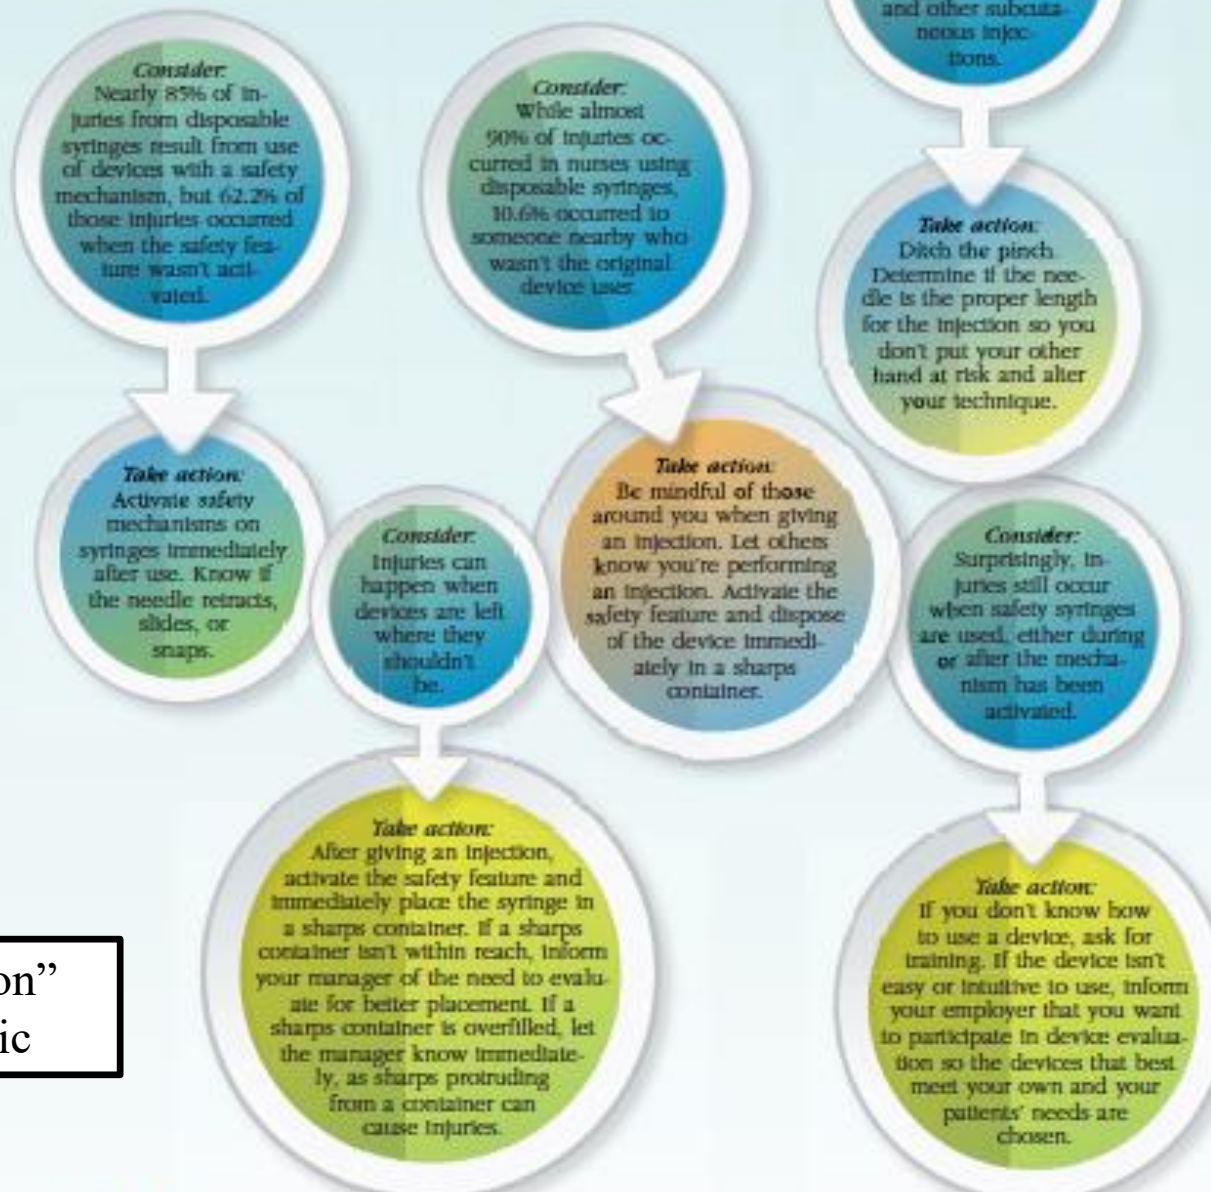 and other subcuta-
neous injec-
tions.
Consider:
Nearly 85% of in-
juries from disposable
syringes result from use
of devices with a safety
mechanism, but 62.2% of
those injuries occurred
when the safety fea-
ture wasn't acti-
vated.
Take action:
Activate safety
mechanisms on
syringes immediately
after use. Know if
the needle retracts,
slides, or
snaps.
Consider:
While almost
90% of injuries oc-
curred in nurses using
disposable syringes,
10.6% occurred to
someone nearby who
wasn't the original
device user.
Take action:
Be mindful of those
around you when giving
an injection. Let others
know you're performing
an injection. Activate the
safety feature and dispose
of the device immedi-
ately in a sharps
container.
Take action:
Ditch the pinch.
Determine if the nee-
dle is the proper length
for the injection so you
don't put your other
hand at risk and alter
your technique.
Consider:
Injuries can
happen when
devices are left
where they
shouldn't
be.
Take action:
After giving an injection,
activate the safety feature and
immediately place the syringe in
a sharps container. If a sharps
container isn't within reach, inform
your manager of the need to evalu-
ate for better placement. If a
sharps container is overfilled, let
the manager know immediate-
ly, as sharps protruding
from a container can
cause injuries.
Consider:
Surprisingly, in-
juries still occur
when safety syringes
are used, either during
or after the mecha-
nism has been
activated.
Take action:
If you don't know how
to use a device, ask for
training. If the device isn't
easy or intuitive to use, inform
your employer that you want
to participate in device evalua-
tion so the devices that best
meet your own and your
patients' needs are
chosen.
on”
ic